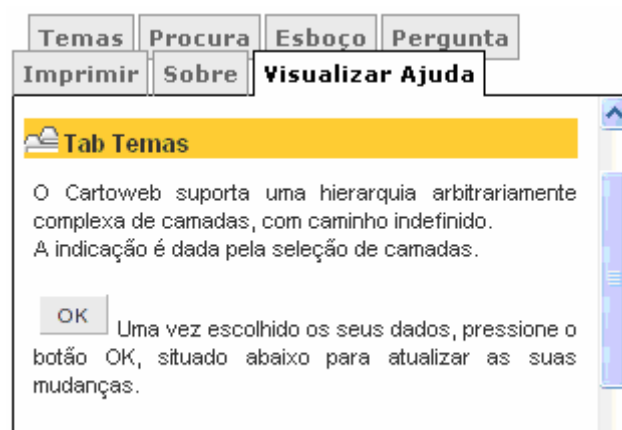 Temas Procura Esboço Pergunta
Imprimir Sobre Visualizar Ajuda
Tab Temas
O Cartoweb suporta uma hierarquia arbitrariamente
complexa de camadas, com caminho indefinido.
A indicação é dada pela seleção de camadas.
OK Uma vez escolhido os seus dados, pressione o
botão OK, situado abaixo para atualizar as suas
mudanças.